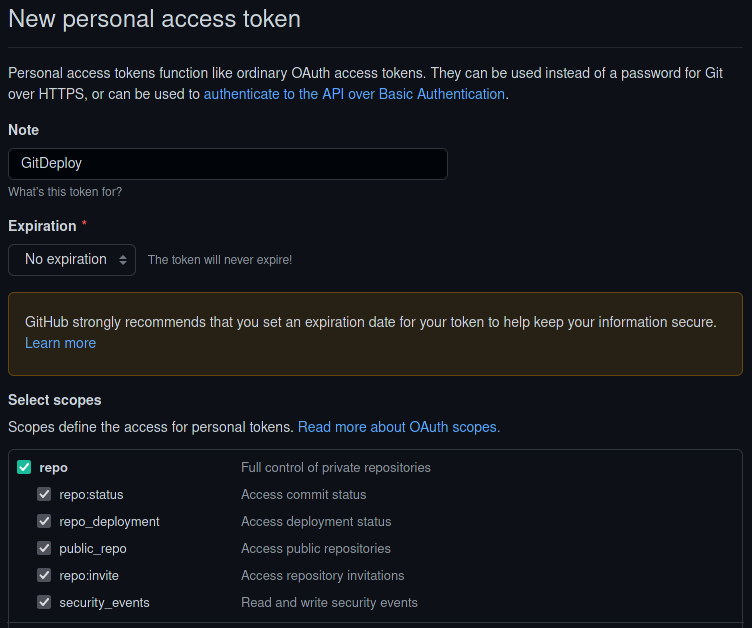 New personal access token
Personal access tokens function like ordinary OAuth access tokens. They can be used instead of a password for Git
over HTTPS, or can be used to authenticate to the API over Basic Authentication.
Note
GitDeploy
What's this token for?
Expiration *
No expiration The token will never expire!
GitHub strongly recommends that you set an expiration date for your token to help keep your information secure.
Learn more
Select scopes
Scopes define the access for personal tokens. Read more about OAuth scopes.
repo Full control of private repositories
repo:status Access commit status
repo_deployment Access deployment status
public_repo Access public repositories
repo:invite Access repository invitations
security_events Read and write security events